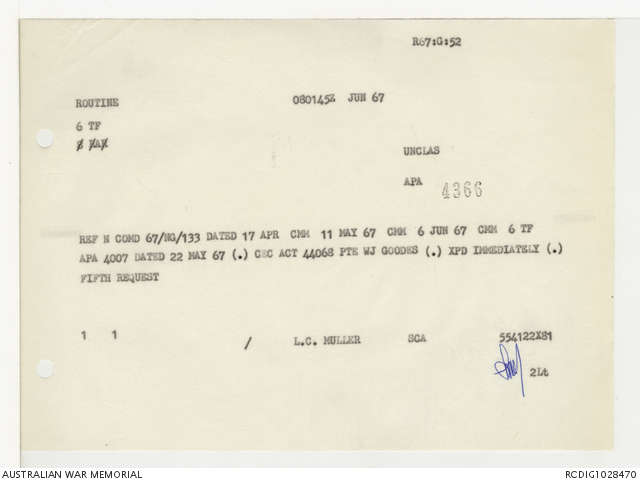 R67:G:52
ROUTINE 080145Z JUN 67
6 TF
UNCLAS
APA 4366
REF N COMD 67/NG/133 DATED 17 APR CMM 11 MAY 67 CMM 6 JUN 67 CMM 6 TF
APA 4007 DATED 22 MAY 67 (.) CEC ACT 44068 PTE WJ GOODES (.) XPD IMMEDIATELY (.)
FIFTH REQUEST
1 1 / L.C. MULLER SCA 554122X81
2Lt
AUSTRALIAN WAR MEMORIAL RCDIG1028470